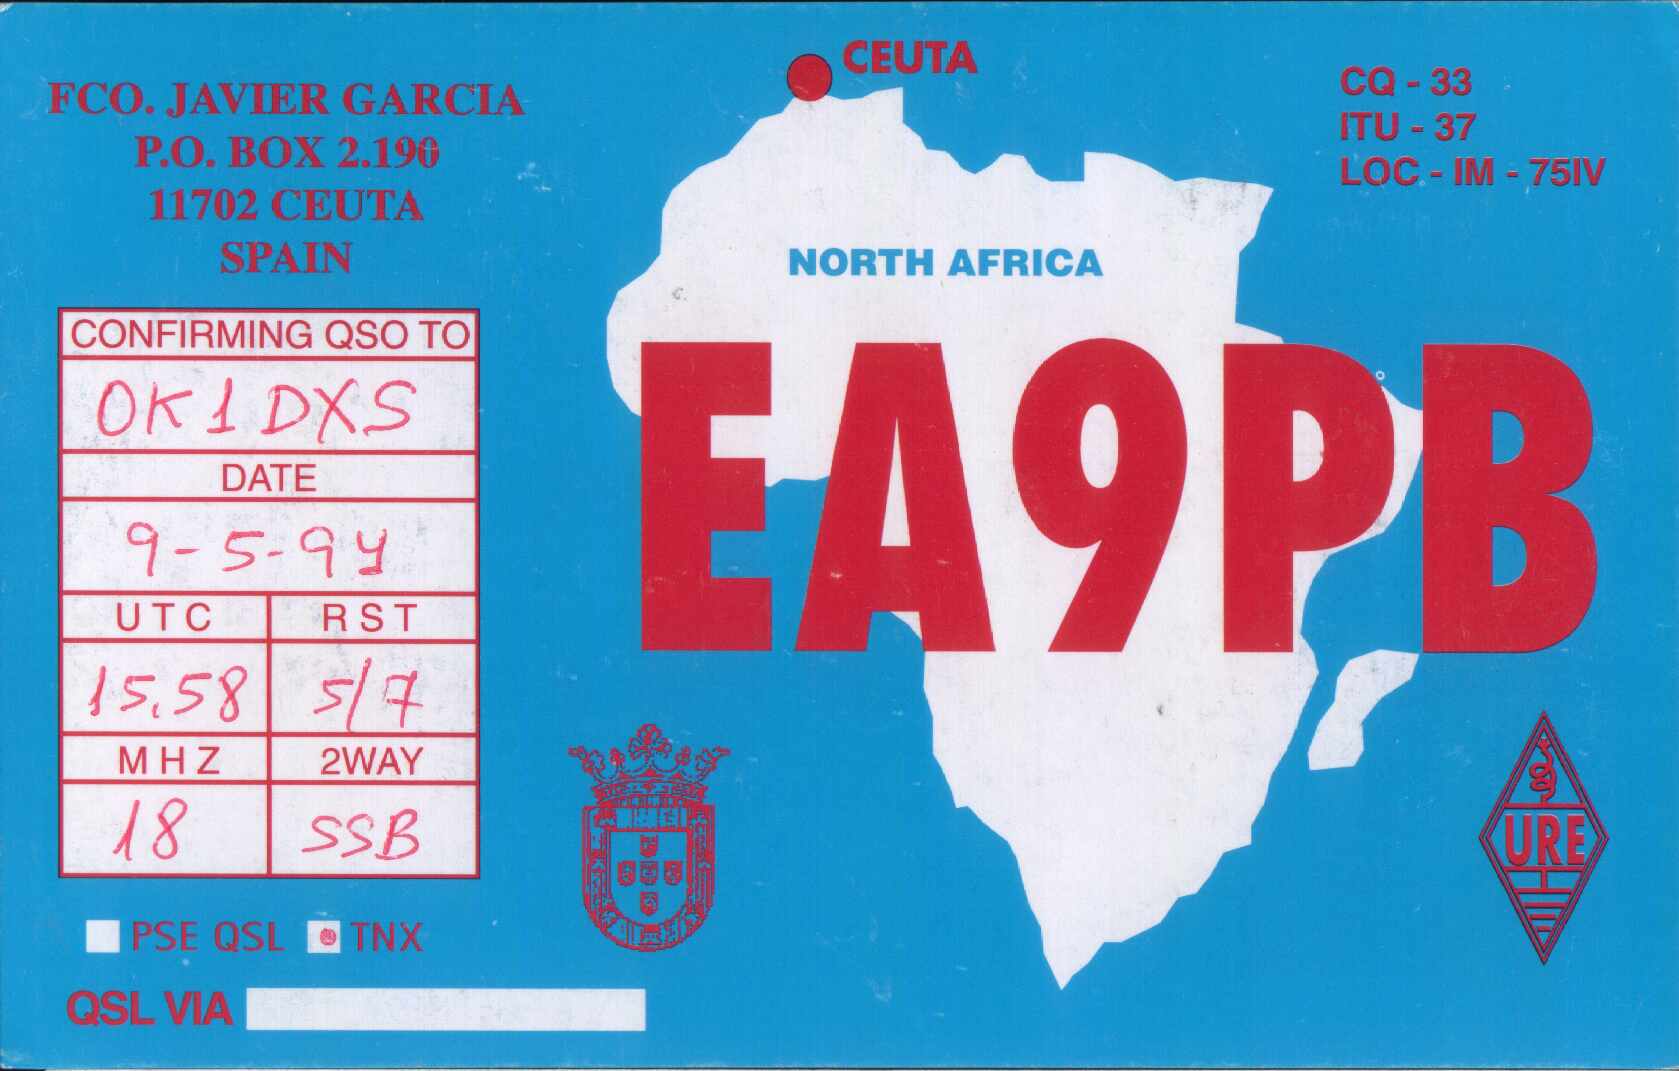 FCO. JAVIER GARCIA
P.O. BOX 2.190
11702 CEUTA
SPAIN
CEUTA
CQ - 33
ITU - 37
LOC - IM - 75IV
NORTH AFRICA
EA9PB
CONFIRMING QSO TO
OK1DXS
DATE
9-5-94
UTC RST
15.58 5/7
MHZ 2WAY
18 SSB
PSE QSL TNX
QSL VIA
URE